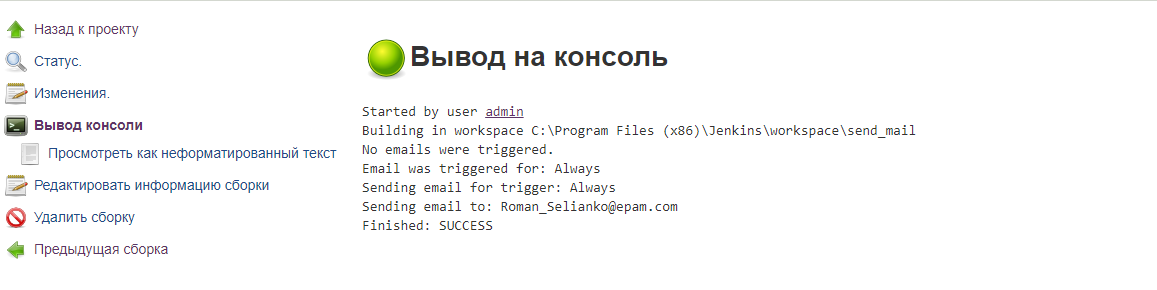 Назад к проекту
Статус.
Изменения.
Вывод консоли
Просмотреть как неформатированный текст
Редактировать информацию сборки
Удалить сборку
Предыдущая сборка
Вывод на консоль
Started by user admin
Building in workspace C:\Program Files (x86)\Jenkins\workspace\send_mail
No emails were triggered.
Email was triggered for: Always
Sending email for trigger: Always
Sending email to: Roman_Selianko@epam.com
Finished: SUCCESS